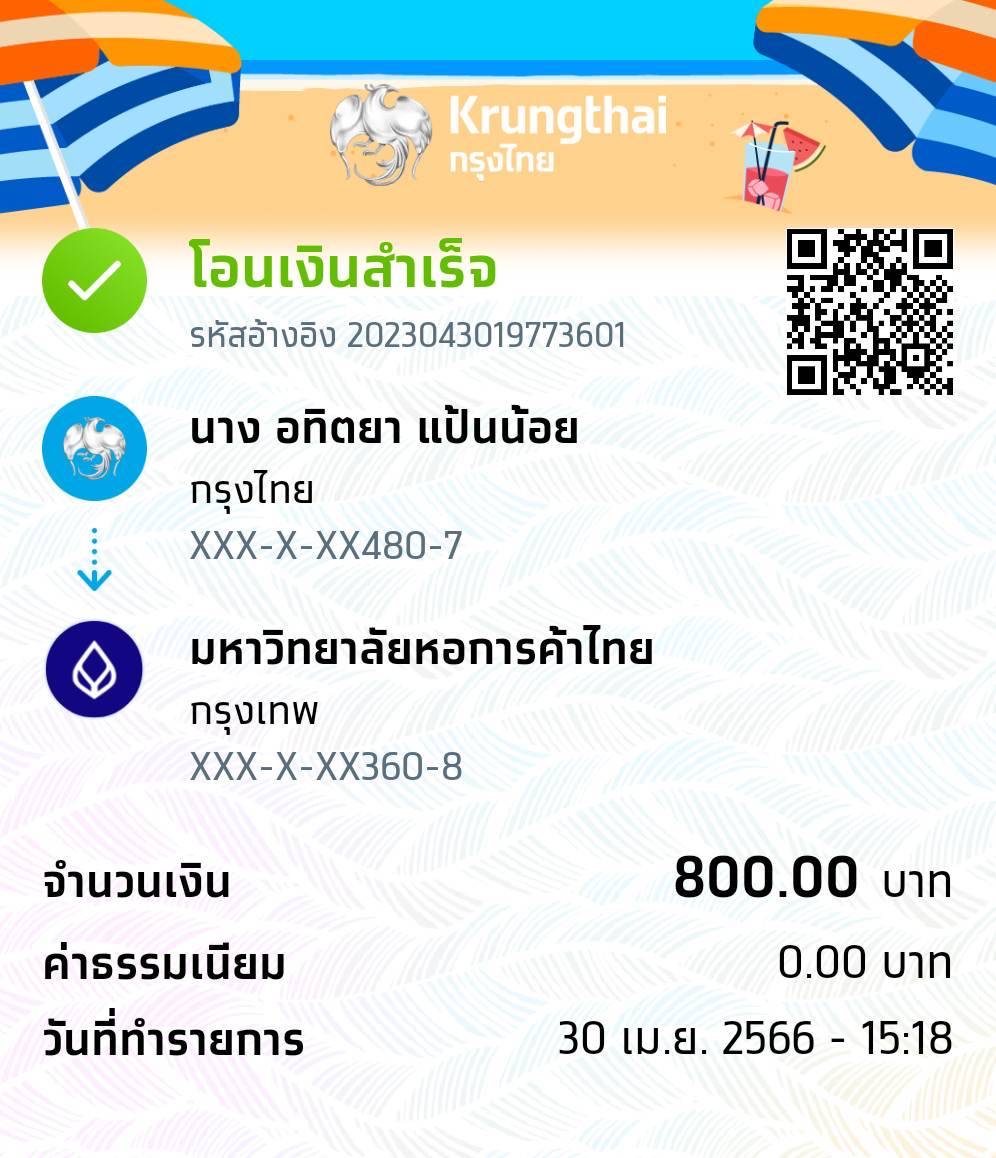 Krungthai
กรุงไทย
โอนเงินสำเร็จ
รหัสอ้างอิง 2023043019773601
นาง อทิตยา แป้นน้อย
กรุงไทย
XXX-X-XX480-7
มหาวิทยาลัยหอการค้าไทย
กรุงเทพ
XXX-X-XX360-8
จำนวนเงิน 800.00 บาท
ค่าธรรมเนียม 0.00 บาท
วันที่ทำรายการ 30 เม.ย. 2566 - 15:18